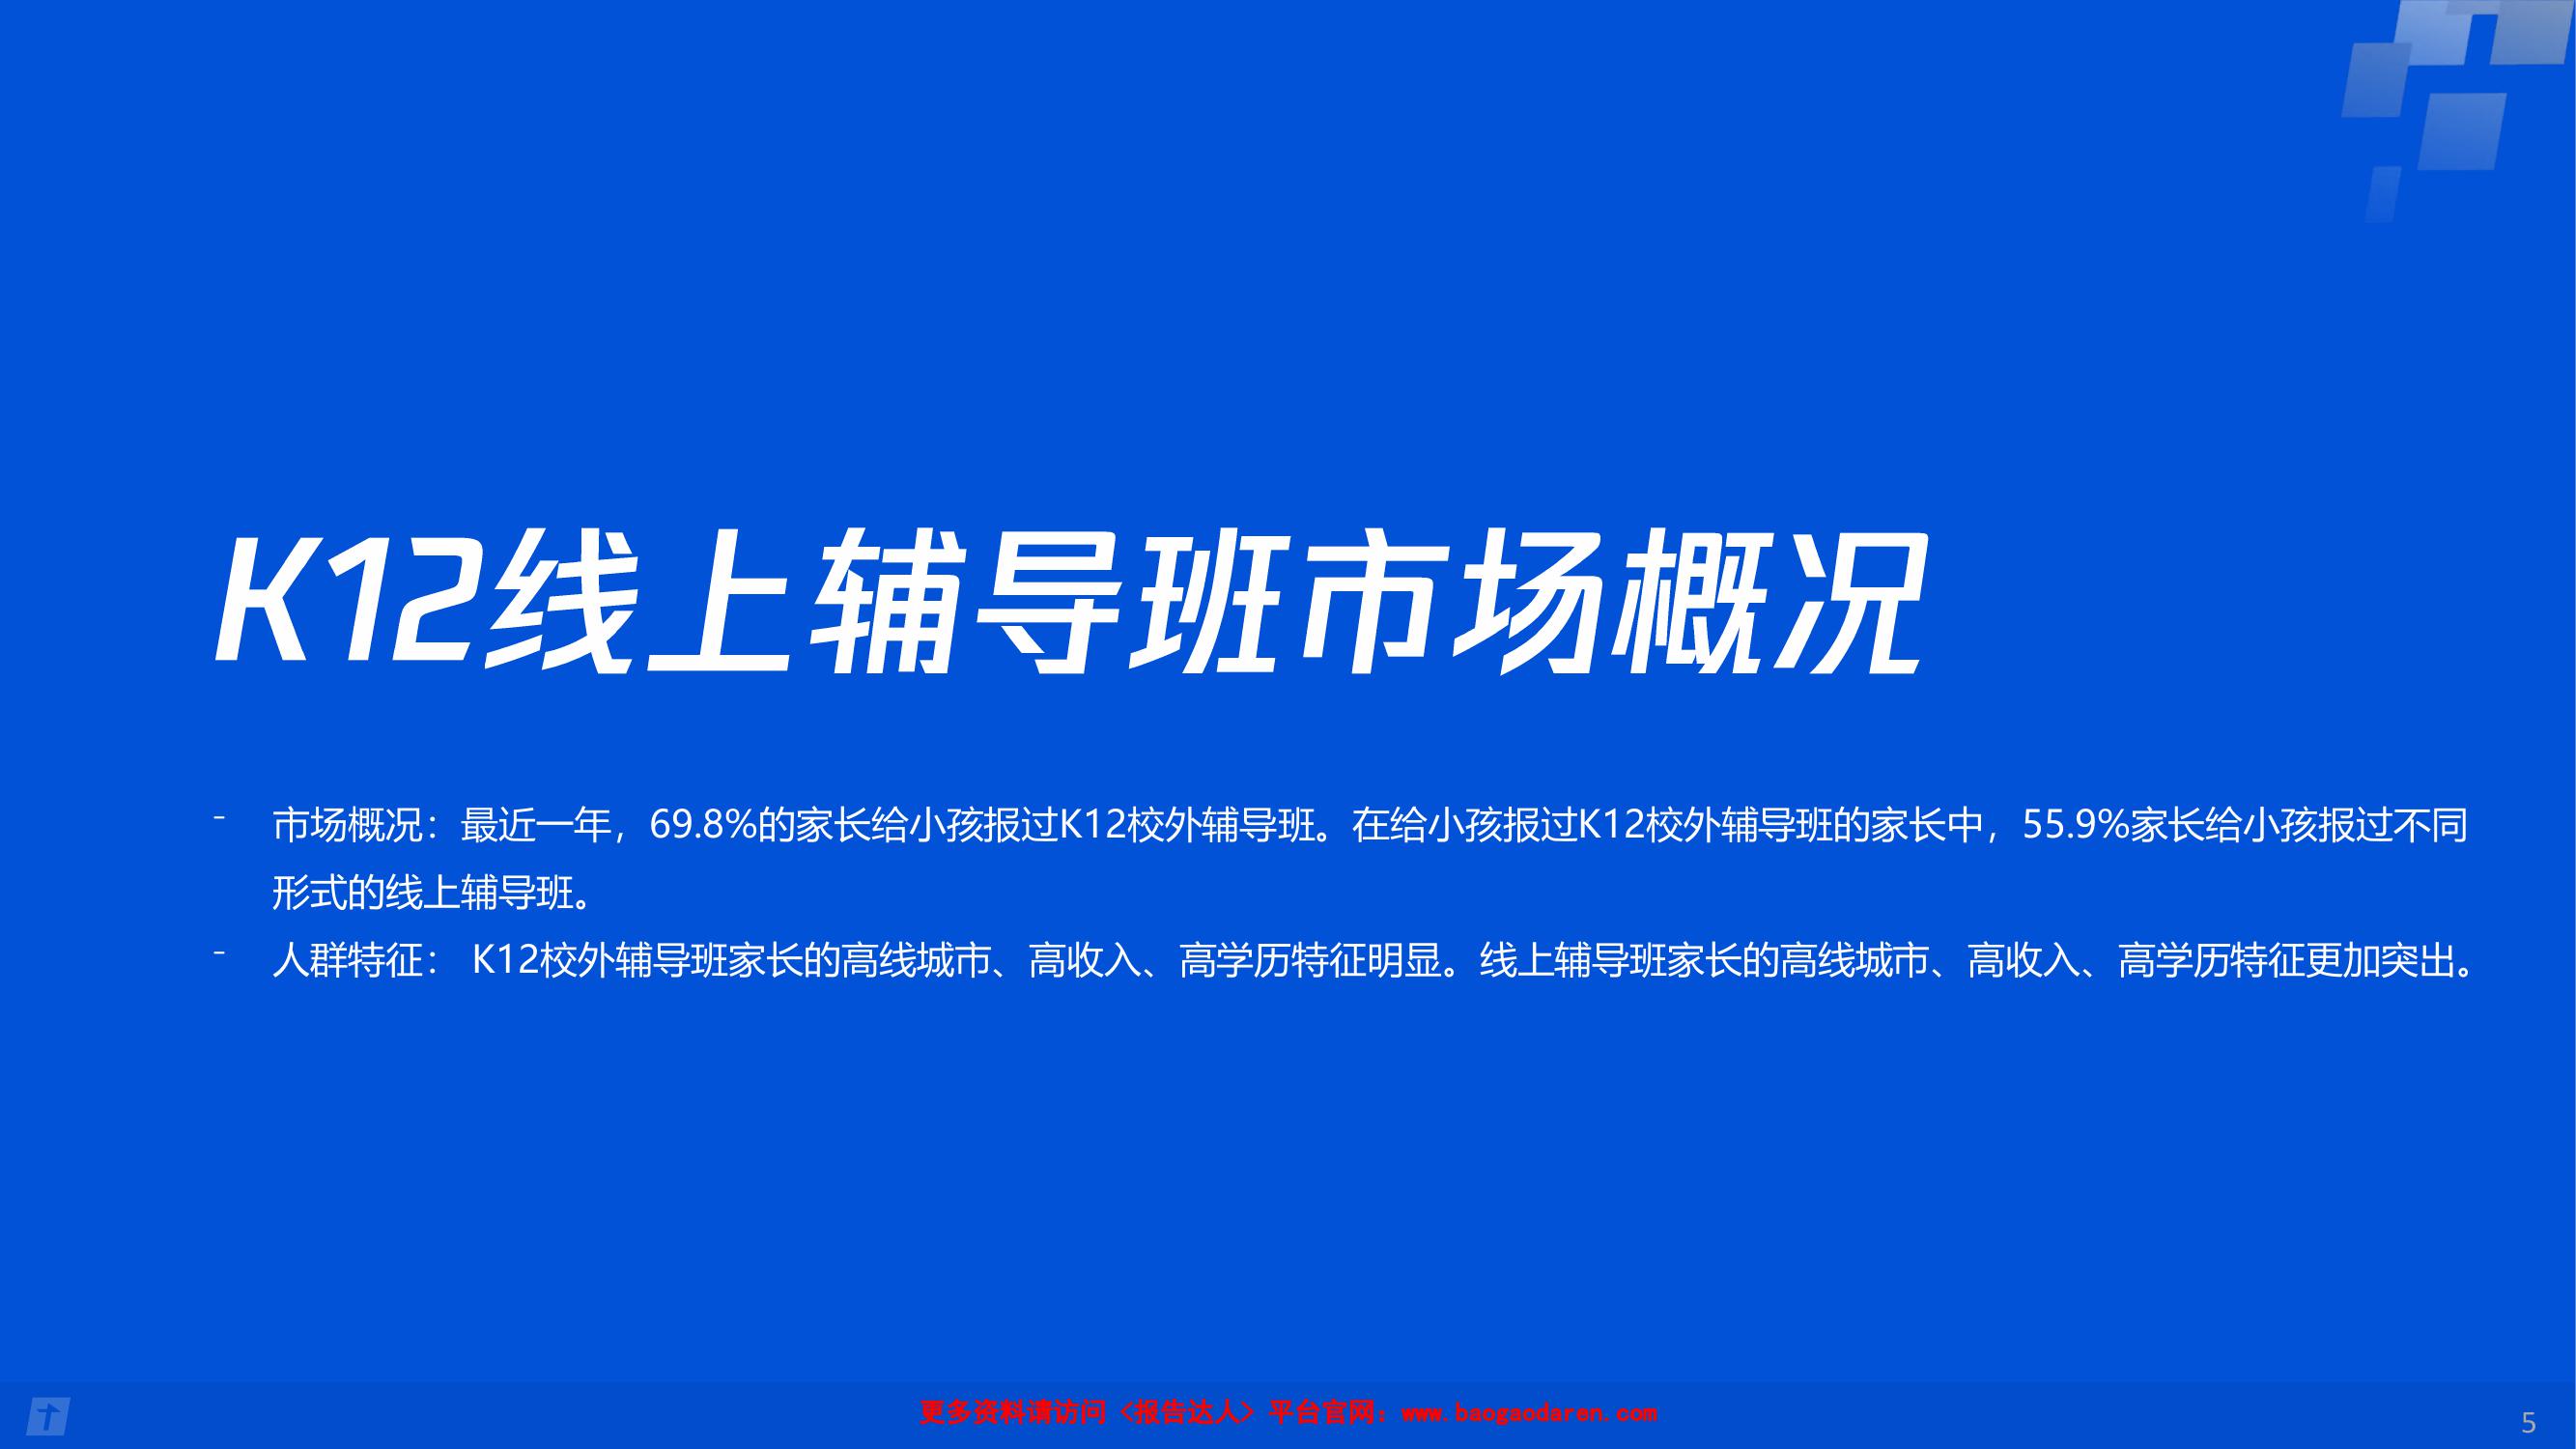 K12线上辅导班市场概况
- 市场概况：最近一年，69.8%的家长给小孩报过K12校外辅导班。在给小孩报过K12校外辅导班的家长中，55.9%家长给小孩报过不同
形式的线上辅导班。
- 人群特征： K12校外辅导班家长的高线城市、高收入、高学历特征明显。线上辅导班家长的高线城市、高收入、高学历特征更加突出。
更多资料请访问〈报告达人〉平台官网：www.baogaodaren.com
5